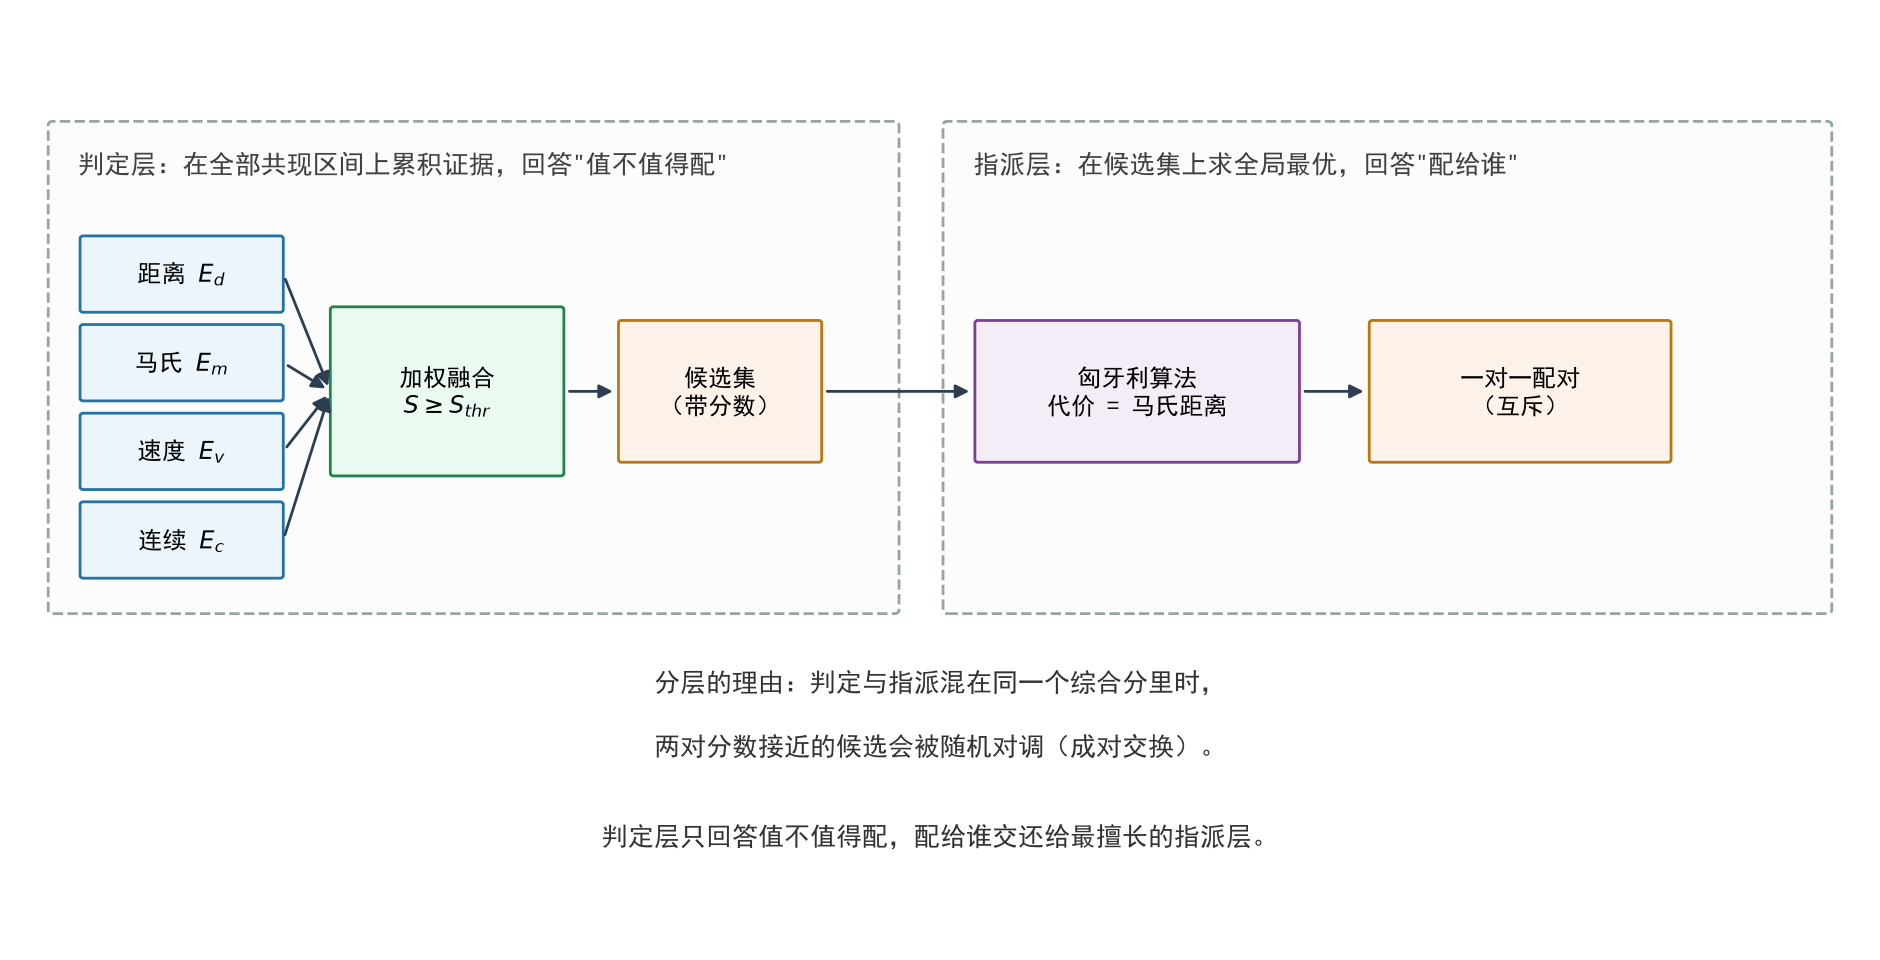 判定层：在全部共现区间上累积证据，回答"值不值得配"
距离 E_d
马氏 E_m
速度 E_v
连续 E_c
加权融合
S ≥ S_thr
候选集
（带分数）
指派层：在候选集上求全局最优，回答"配给谁"
匈牙利算法
代价 = 马氏距离
一对一配对
（互斥）
分层的理由：判定与指派混在同一个综合分里时，
两对分数接近的候选会被随机对调（成对交换）。
判定层只回答值不值得配，配给谁交还给最擅长的指派层。